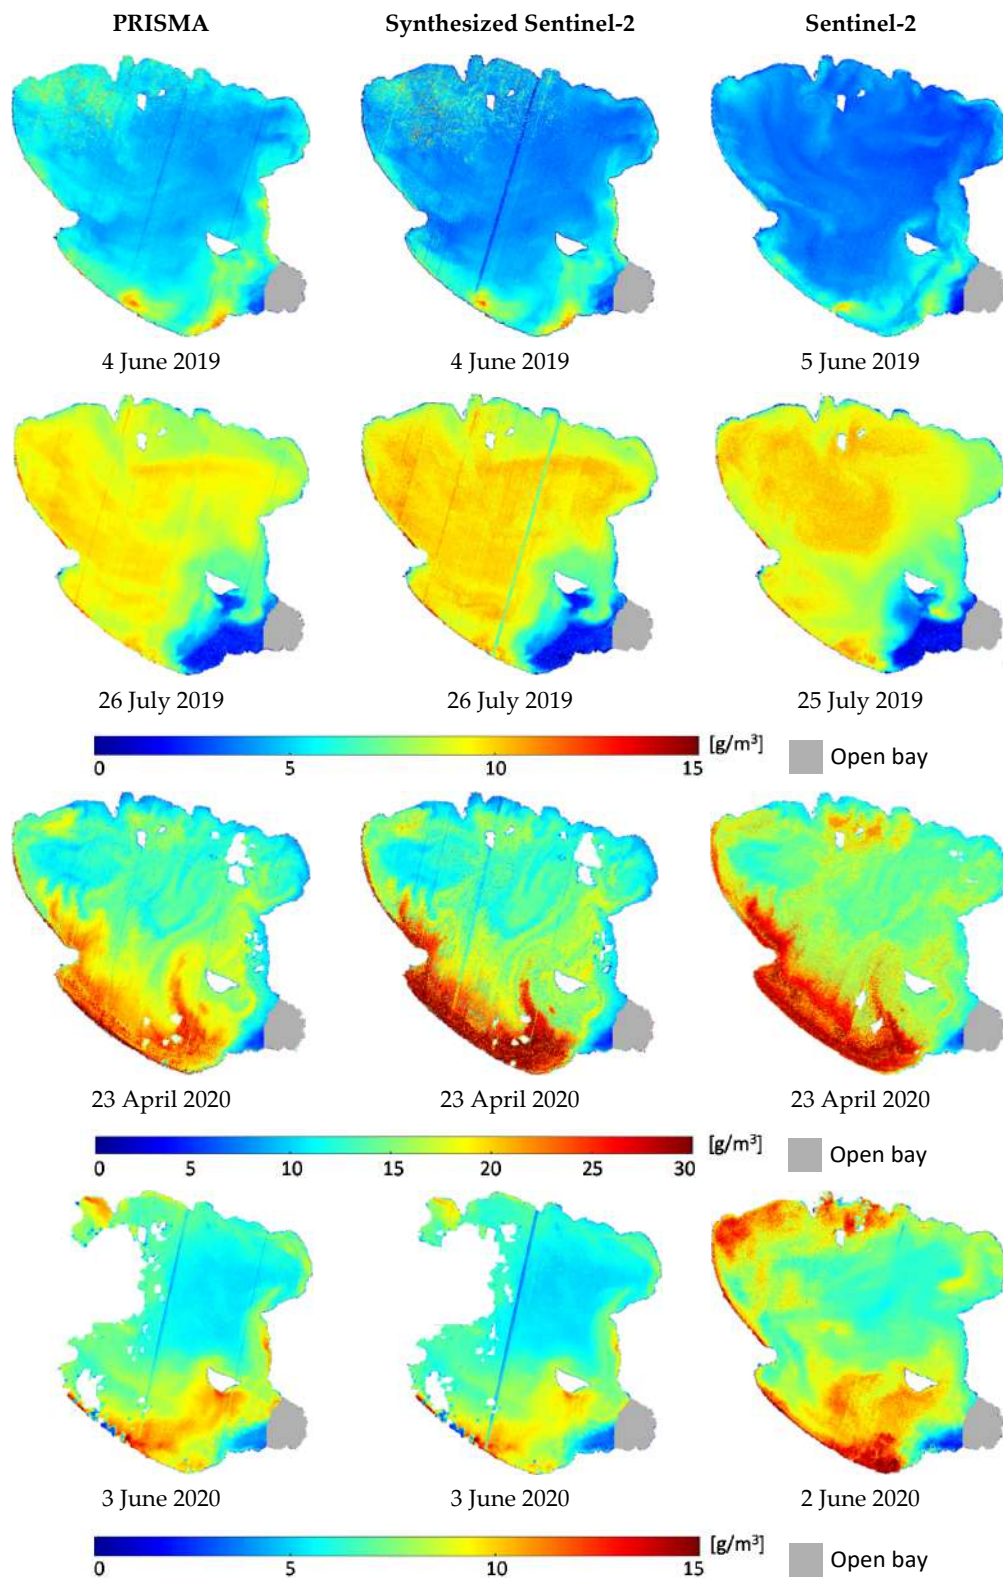 PRISMA Synthesized Sentinel-2 Sentinel-2
4 June 2019 4 June 2019 5 June 2019
26 July 2019 26 July 2019 25 July 2019
[g/m³] Open bay
0 5 10 15
23 April 2020 23 April 2020 23 April 2020
[g/m³] Open bay
0 5 10 15 20 25 30
3 June 2020 3 June 2020 2 June 2020
[g/m³] Open bay
0 5 10 15